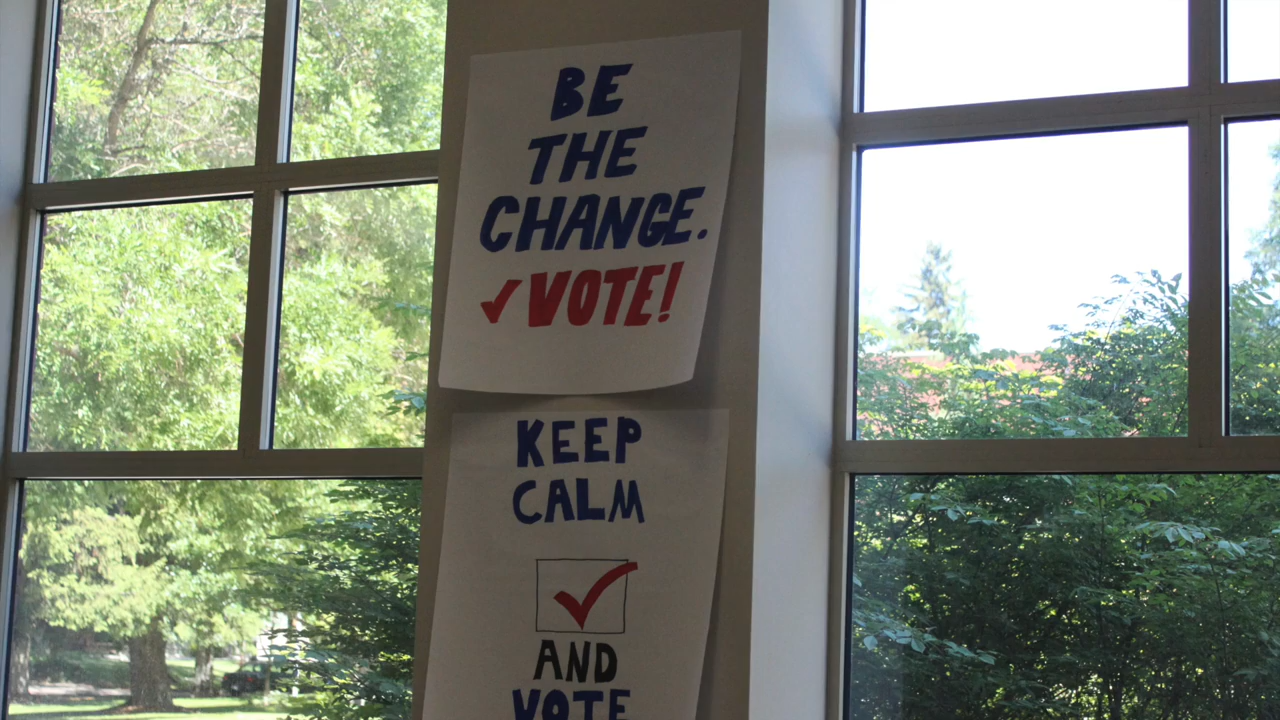 BE
THE
CHANGE.
✓VOTE!
KEEP
CALM
✓
AND
VOTE